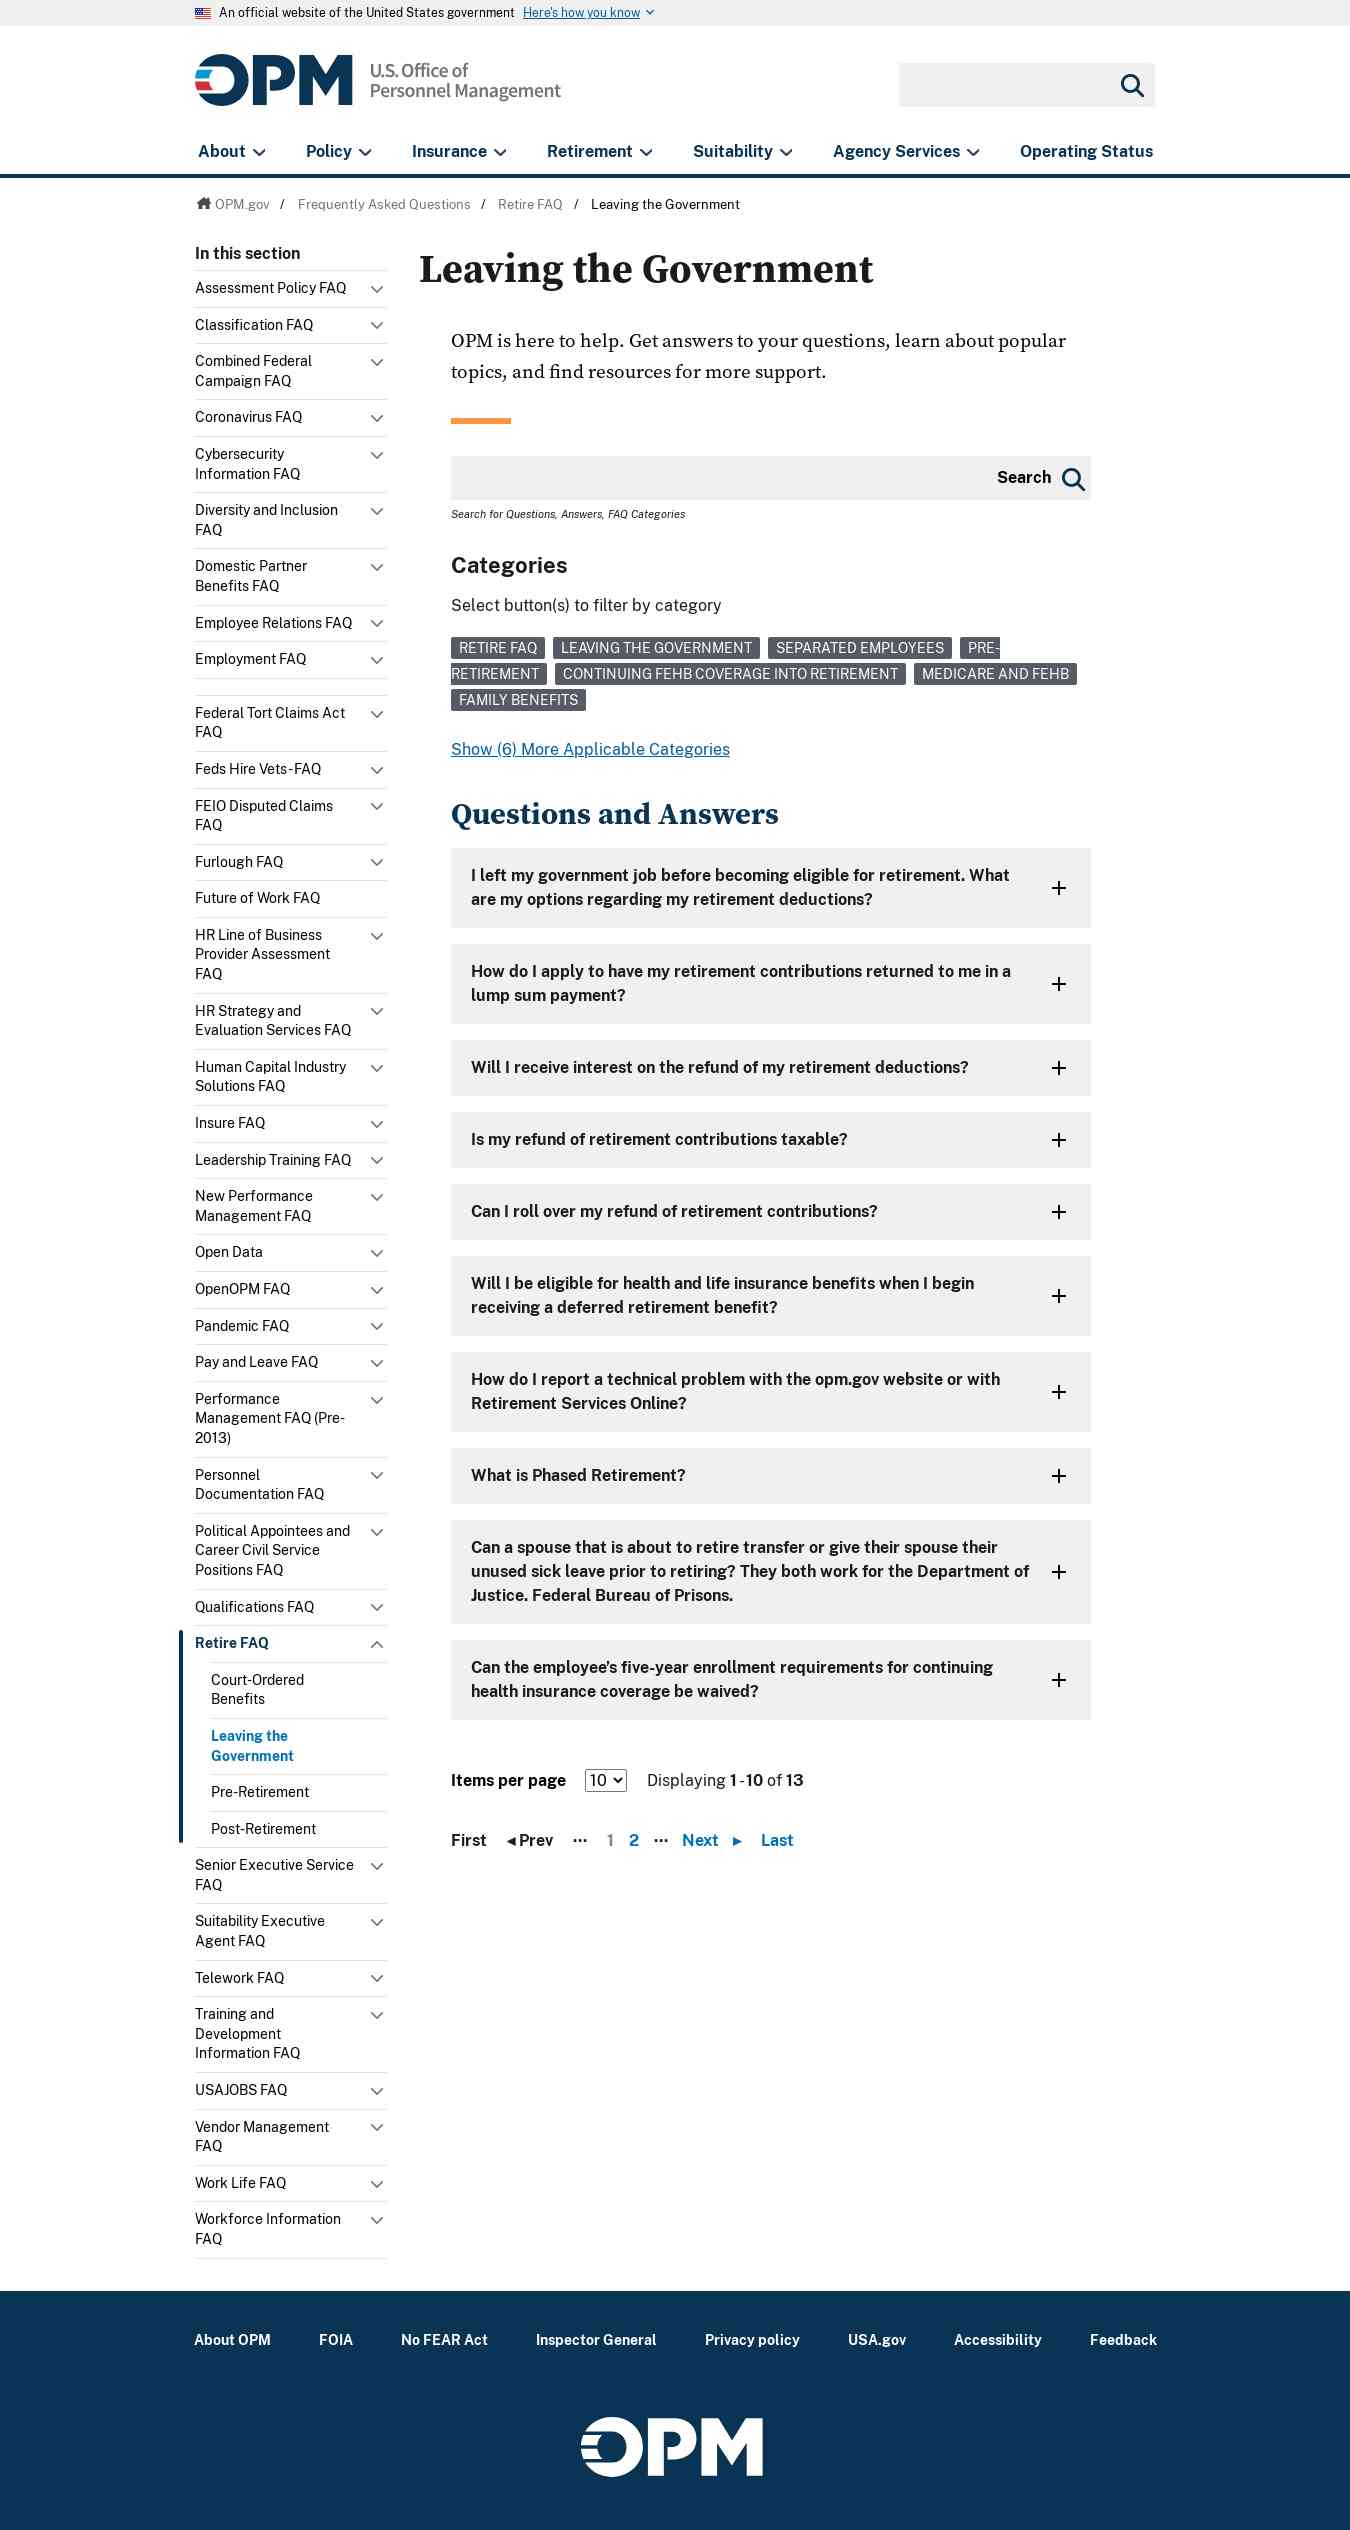 An official website of the United States government Here's how you know
OPM
U.S. Office of
Personnel Management
About Policy Insurance Retirement Suitability Agency Services Operating Status
OPM.gov / Frequently Asked Questions / Retire FAQ / Leaving the Government
In this section
Assessment Policy FAQ
Classification FAQ
Combined Federal
Campaign FAQ
Coronavirus FAQ
Cybersecurity
Information FAQ
Diversity and Inclusion
FAQ
Domestic Partner
Benefits FAQ
Employee Relations FAQ
Employment FAQ
Federal Tort Claims Act
FAQ
Feds Hire Vets - FAQ
FEIO Disputed Claims
FAQ
Furlough FAQ
Future of Work FAQ
HR Line of Business
Provider Assessment
FAQ
HR Strategy and
Evaluation Services FAQ
Human Capital Industry
Solutions FAQ
Insure FAQ
Leadership Training FAQ
New Performance
Management FAQ
Open Data
OpenOPM FAQ
Pandemic FAQ
Pay and Leave FAQ
Performance
Management FAQ (Pre-
2013)
Personnel
Documentation FAQ
Political Appointees and
Career Civil Service
Positions FAQ
Qualifications FAQ
Retire FAQ
Court-Ordered
Benefits
Leaving the
Government
Pre-Retirement
Post-Retirement
Senior Executive Service
FAQ
Suitability Executive
Agent FAQ
Telework FAQ
Training and
Development
Information FAQ
USAJOBS FAQ
Vendor Management
FAQ
Work Life FAQ
Workforce Information
FAQ
Leaving the Government
OPM is here to help. Get answers to your questions, learn about popular
topics, and find resources for more support.
Search
Search for Questions, Answers, FAQ Categories
Categories
Select button(s) to filter by category
RETIRE FAQ LEAVING THE GOVERNMENT SEPARATED EMPLOYEES PRE-
RETIREMENT CONTINUING FEHB COVERAGE INTO RETIREMENT MEDICARE AND FEHB
FAMILY BENEFITS
Show (6) More Applicable Categories
Questions and Answers
I left my government job before becoming eligible for retirement. What
are my options regarding my retirement deductions?
How do I apply to have my retirement contributions returned to me in a
lump sum payment?
Will I receive interest on the refund of my retirement deductions?
Is my refund of retirement contributions taxable?
Can I roll over my refund of retirement contributions?
Will I be eligible for health and life insurance benefits when I begin
receiving a deferred retirement benefit?
How do I report a technical problem with the opm.gov website or with
Retirement Services Online?
What is Phased Retirement?
Can a spouse that is about to retire transfer or give their spouse their
unused sick leave prior to retiring? They both work for the Department of
Justice. Federal Bureau of Prisons.
Can the employee's five-year enrollment requirements for continuing
health insurance coverage be waived?
Items per page 10 Displaying 1 - 10 of 13
First ◂ Prev ··· 1 2 ··· Next ▸ Last
About OPM FOIA No FEAR Act Inspector General Privacy policy USA.gov Accessibility Feedback
OPM